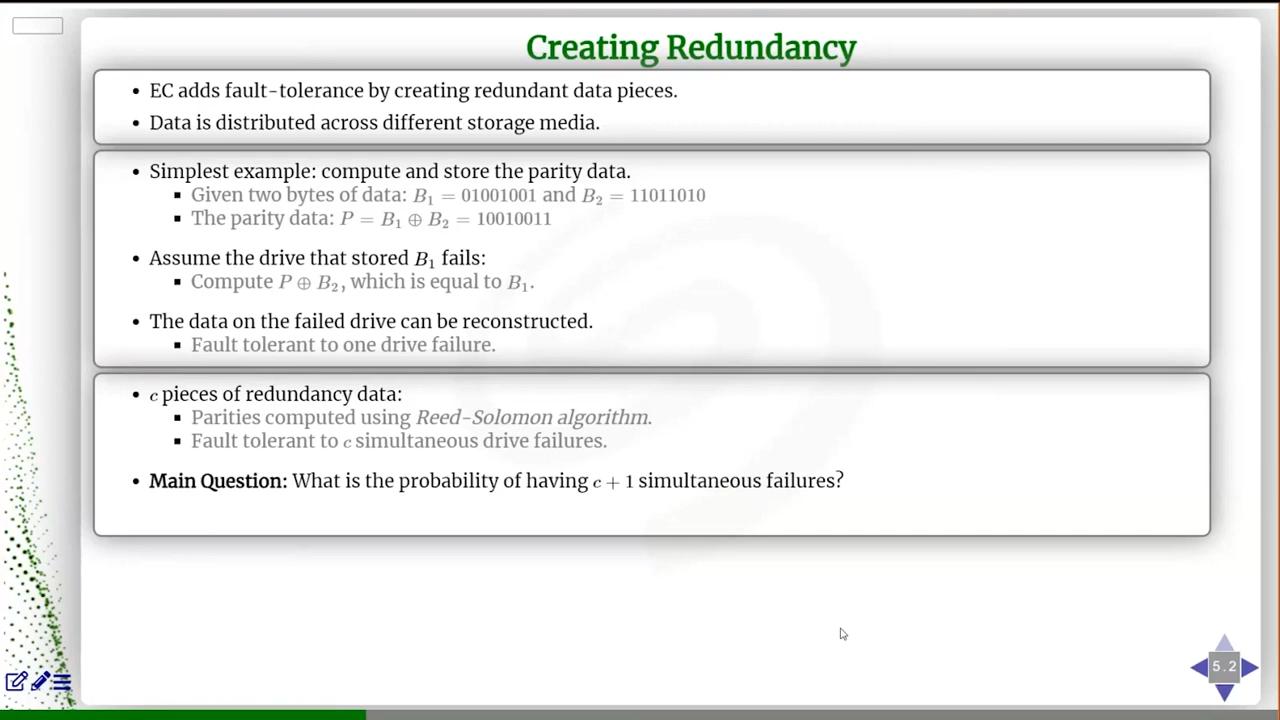 Creating Redundancy
• EC adds fault-tolerance by creating redundant data pieces.
• Data is distributed across different storage media.
• Simplest example: compute and store the parity data.
▪ Given two bytes of data: B₁ = 01001001 and B₂ = 11011010
▪ The parity data: P = B₁ ⊕ B₂ = 10010011
• Assume the drive that stored B₁ fails:
▪ Compute P ⊕ B₂, which is equal to B₁.
• The data on the failed drive can be reconstructed.
▪ Fault tolerant to one drive failure.
• c pieces of redundancy data:
▪ Parities computed using Reed-Solomon algorithm.
▪ Fault tolerant to c simultaneous drive failures.
• Main Question: What is the probability of having c + 1 simultaneous failures?
5.2